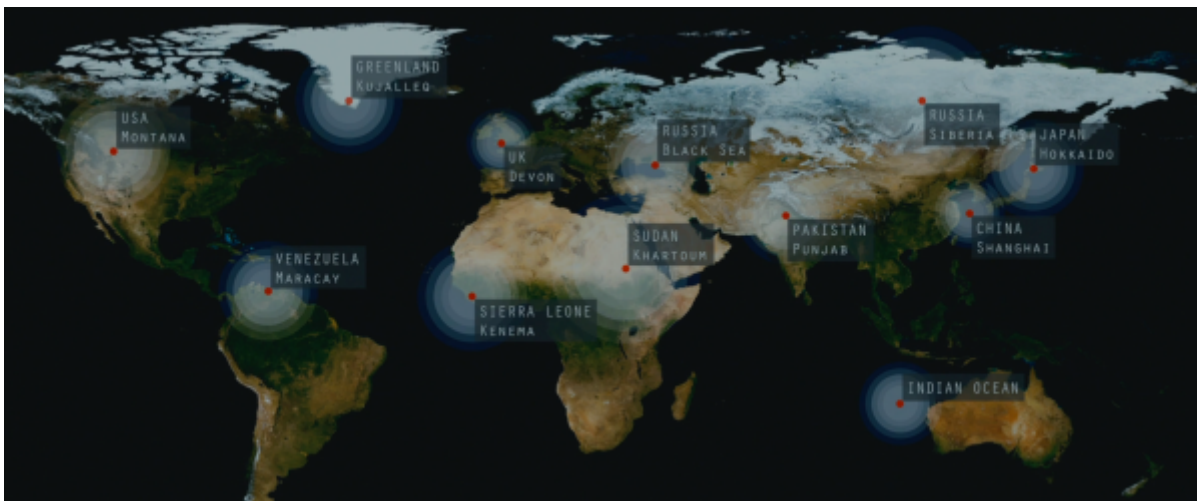 GREENLAND
KUJALLEQ
USA
MONTANA
UK
DEVON
RUSSIA
BLACK SEA
RUSSIA
SIBERIA
JAPAN
HOKKAIDO
VENEZUELA
MARACAY
SUDAN
KHARTOUM
PAKISTAN
PUNJAB
CHINA
SHANGHAI
SIERRA LEONE
KENEMA
INDIAN OCEAN